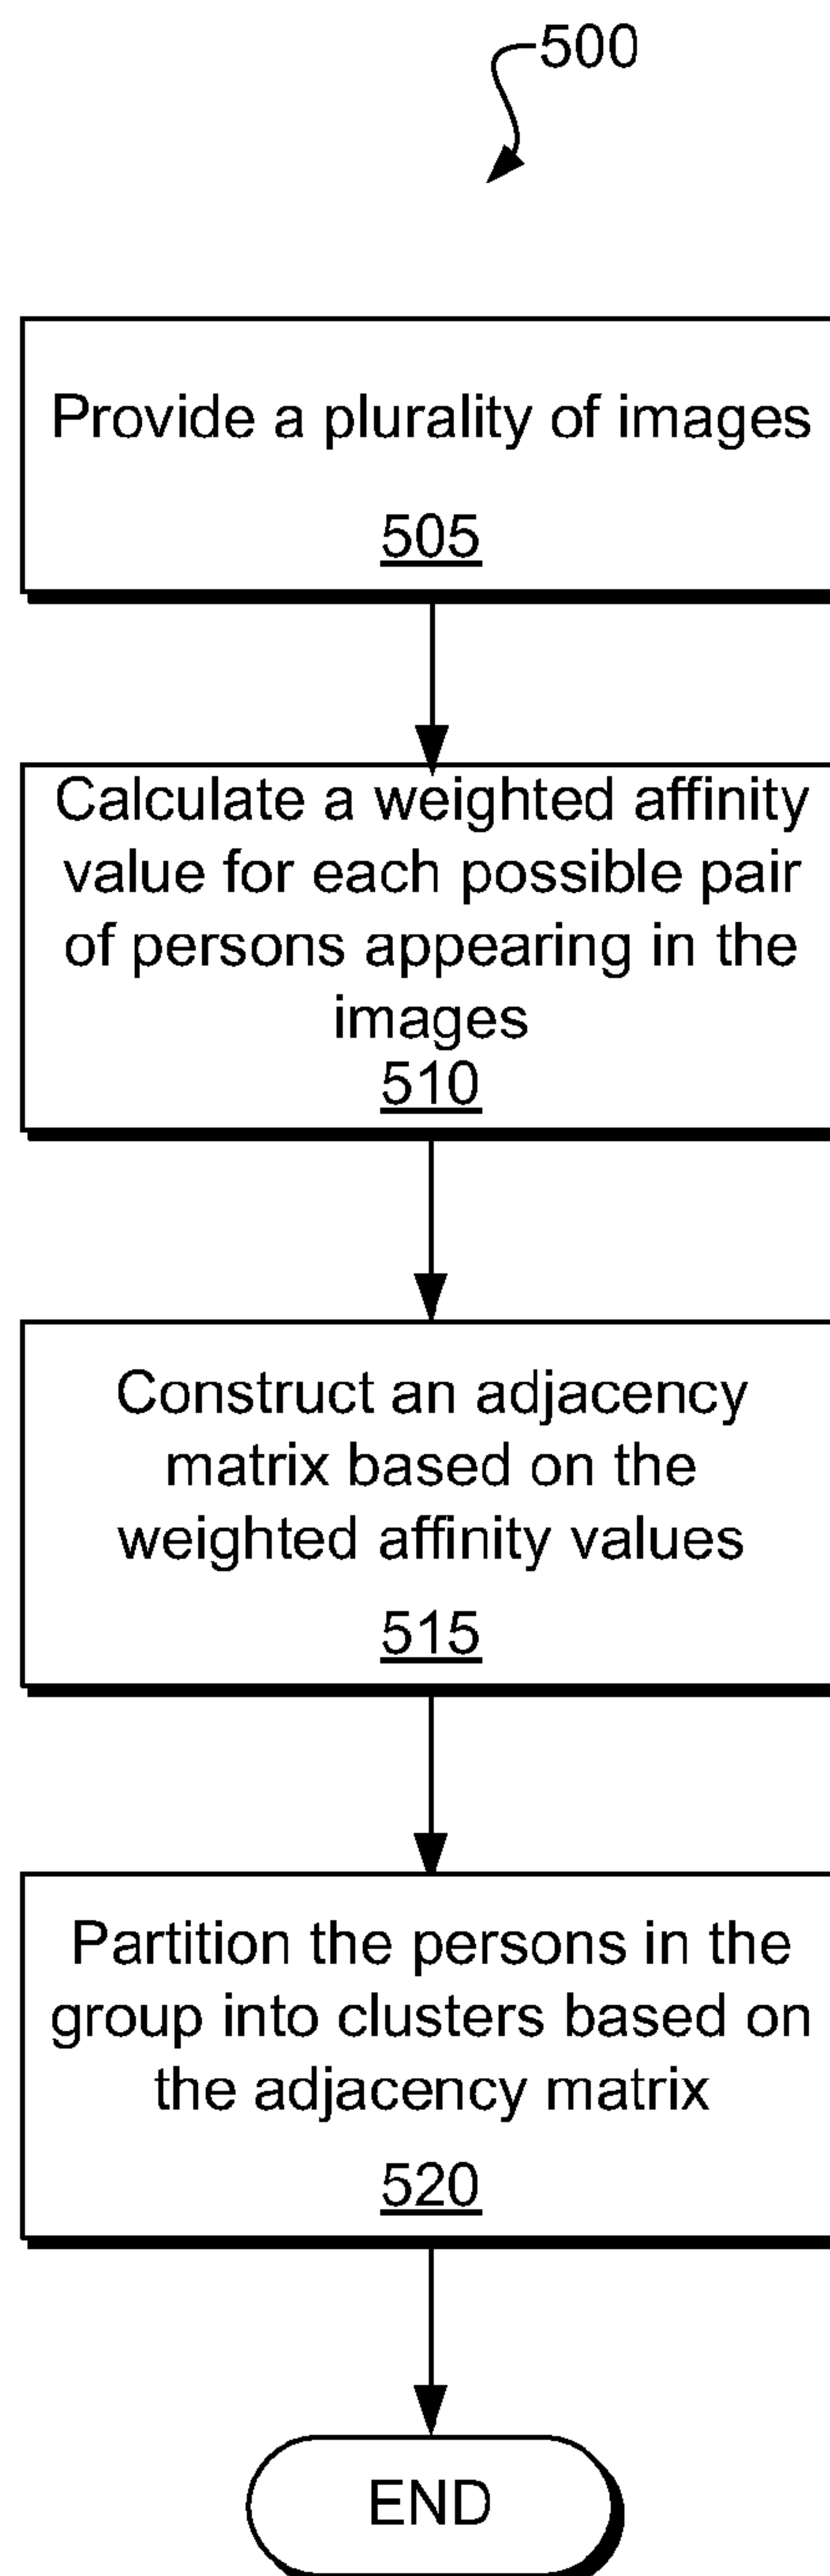 500
Provide a plurality of images
505
Calculate a weighted affinity
value for each possible pair
of persons appearing in the
images
510
Construct an adjacency
matrix based on the
weighted affinity values
515
Partition the persons in the
group into clusters based on
the adjacency matrix
520
END